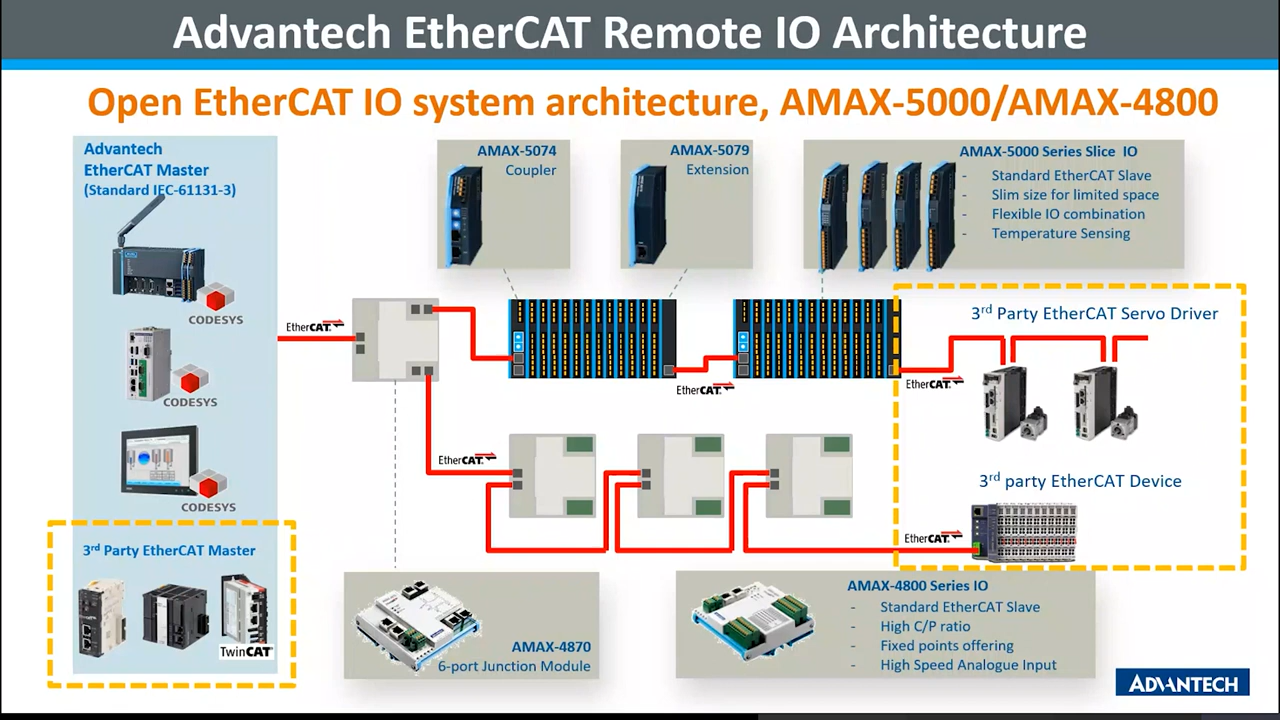 Advantech EtherCAT Remote IO Architecture
Open EtherCAT IO system architecture, AMAX-5000/AMAX-4800
Advantech
EtherCAT Master
(Standard IEC-61131-3)
CODESYS
CODESYS
CODESYS
3rd Party EtherCAT Master
TwinCAT
AMAX-5074
Coupler
AMAX-5079
Extension
AMAX-5000 Series Slice IO
- Standard EtherCAT Slave
- Slim size for limited space
- Flexible IO combination
- Temperature Sensing
EtherCAT
EtherCAT
EtherCAT
3rd Party EtherCAT Servo Driver
EtherCAT
3rd party EtherCAT Device
EtherCAT
AMAX-4870
6-port Junction Module
AMAX-4800 Series IO
- Standard EtherCAT Slave
- High C/P ratio
- Fixed points offering
- High Speed Analogue Input
ADVANTECH